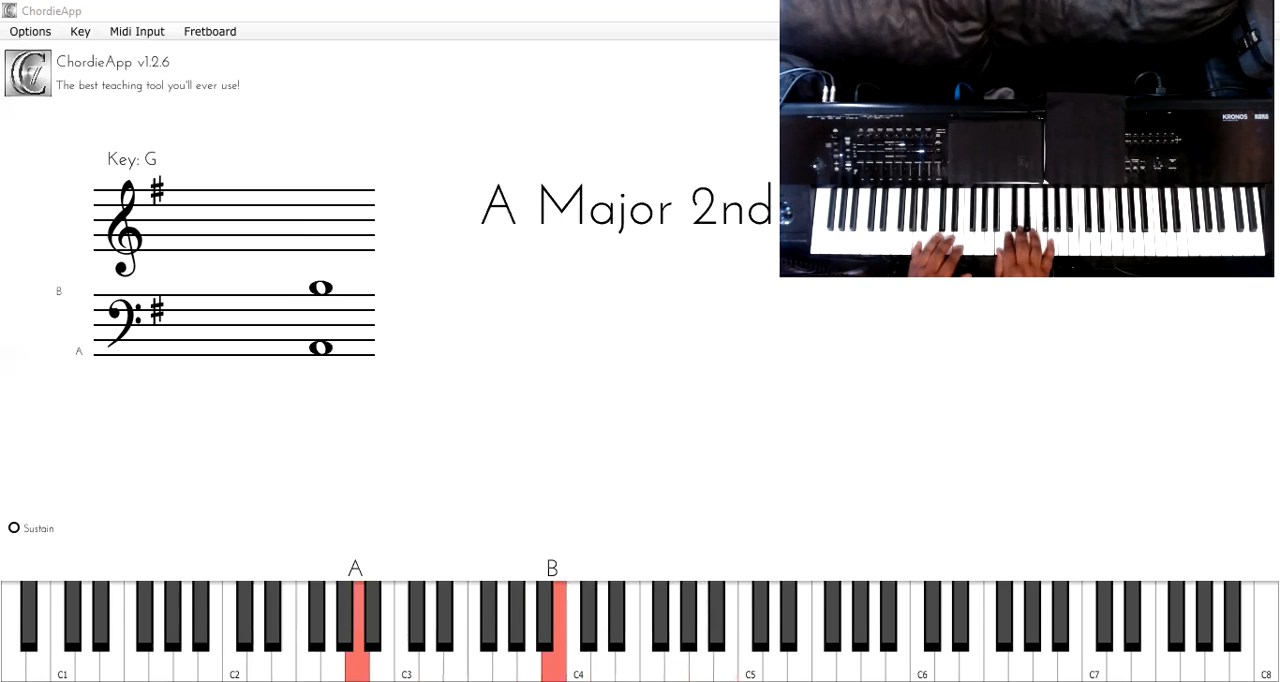 ChordieApp
Options Key Midi Input Fretboard
ChordieApp v1.2.6
The best teaching tool you'll ever use!
Key: G
A Major 2nd
KRONOS KORG
B
A
Sustain
A B
C1 C2 C3 C4 C5 C6 C7 C8